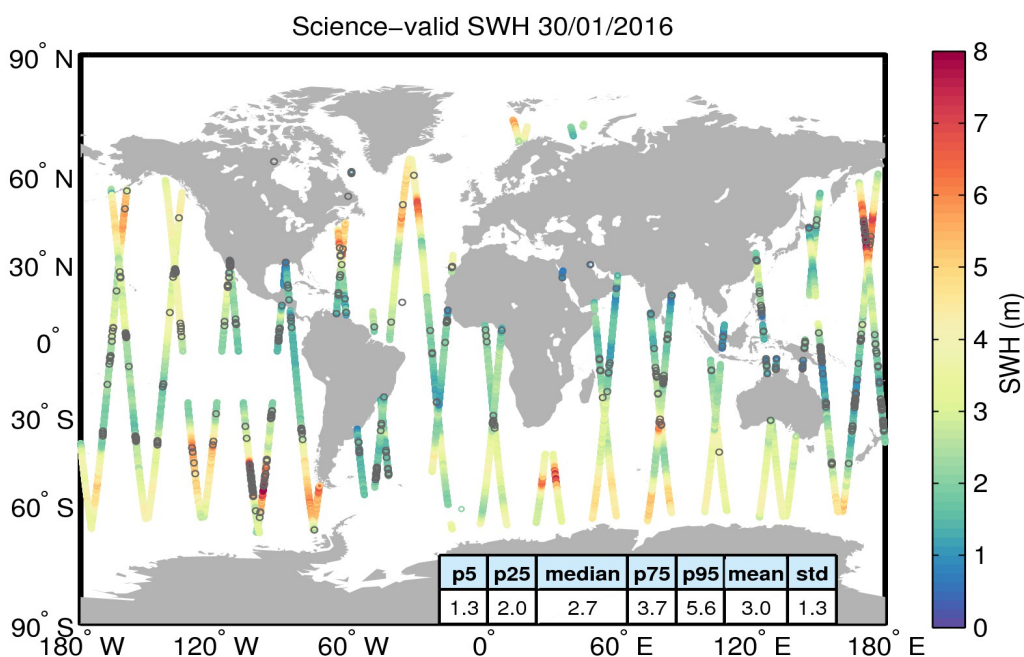 Science−valid SWH 30/01/2016
90° N
60° N
30° N
0°
30° S
60° S
90° S
180° W
120° W
60° W
0°
60° E
120° E
180° E
p5 p25 median p75 p95 mean std
1.3 2.0 2.7 3.7 5.6 3.0 1.3
8
7
6
5
4
3
2
1
0
SWH (m)